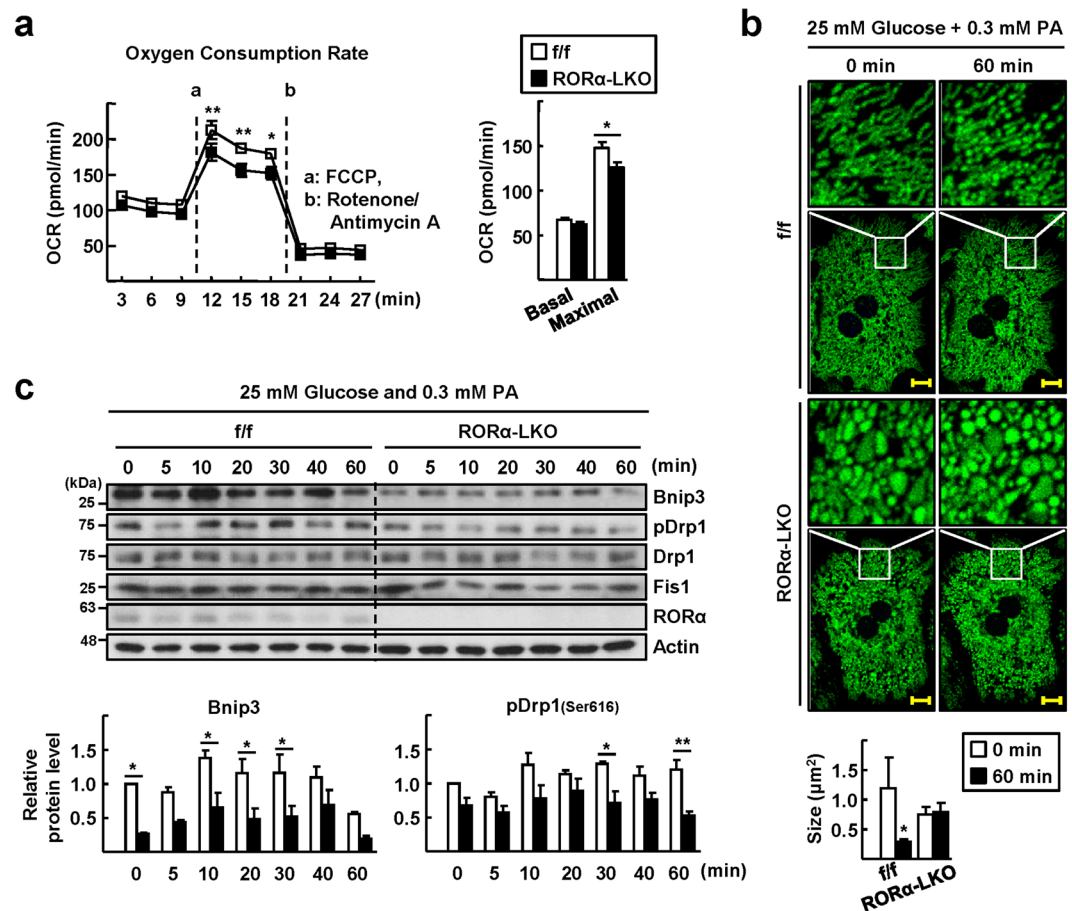 a
Oxygen Consumption Rate
a
b
OCR (pmol/min)
200
150
100
50
**
**
*
a: FCCP,
b: Rotenone/
Antimycin A
3 6 9 12 15 18 21 24 27 (min)
f/f
RORα-LKO
OCR (pmol/min)
200
150
100
50
*
Basal
Maximal
b
25 mM Glucose + 0.3 mM PA
0 min 60 min
f/f
RORα-LKO
Size (µm²)
1.5
1.0
0.5
*
f/f
RORα-LKO
0 min
60 min
c
25 mM Glucose and 0.3 mM PA
f/f RORα-LKO
0 5 10 20 30 40 60 0 5 10 20 30 40 60 (min)
(kDa)
25 Bnip3
75 pDrp1
75 Drp1
25 Fis1
63 RORα
48 Actin
Bnip3
Relative
protein level
1.5
1.0
0.5
* * * *
0 5 10 20 30 40 60
pDrp1(Ser616)
1.5
1.0
0.5
* **
0 5 10 20 30 40 60 (min)